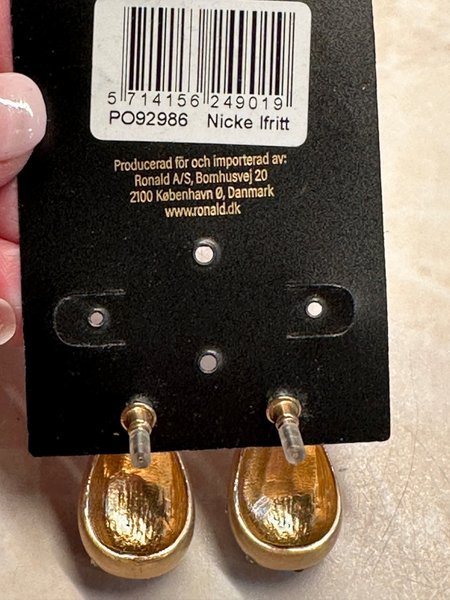 5 714156 249019
PO92986 Nicke Ifritt
Producerad för och importerad av:
Ronald A/S, Bornhusvej 20
2100 København Ø, Danmark
www.ronald.dk